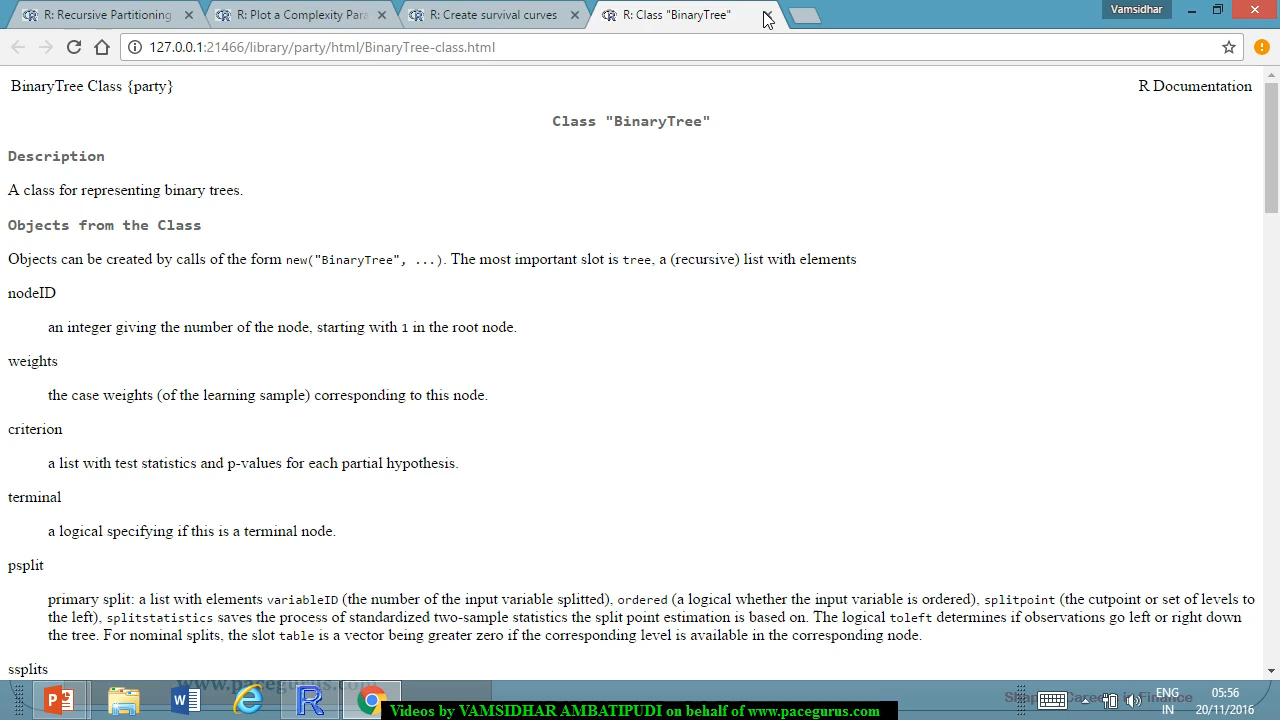 R: Recursive Partitioning
R: Plot a Complexity Para
R: Create survival curves
R: Class "BinaryTree"
Vamsidhar
127.0.0.1:21466/library/party/html/BinaryTree-class.html
BinaryTree Class {party}
R Documentation
Class "BinaryTree"
Description
A class for representing binary trees.
Objects from the Class
Objects can be created by calls of the form new("BinaryTree", ...). The most important slot is tree, a (recursive) list with elements
nodeID
an integer giving the number of the node, starting with 1 in the root node.
weights
the case weights (of the learning sample) corresponding to this node.
criterion
a list with test statistics and p-values for each partial hypothesis.
terminal
a logical specifying if this is a terminal node.
psplit
primary split: a list with elements variableID (the number of the input variable splitted), ordered (a logical whether the input variable is ordered), splitpoint (the cutpoint or set of levels to
the left), splitstatistics saves the process of standardized two-sample statistics the split point estimation is based on. The logical toleft determines if observations go left or right down
the tree. For nominal splits, the slot table is a vector being greater zero if the corresponding level is available in the corresponding node.
ssplits
www.pacegurus.com
Career in Finance
ENG
IN
05:56
20/11/2016
Videos by VAMSIDHAR AMBATIPUDI on behalf of www.pacegurus.com